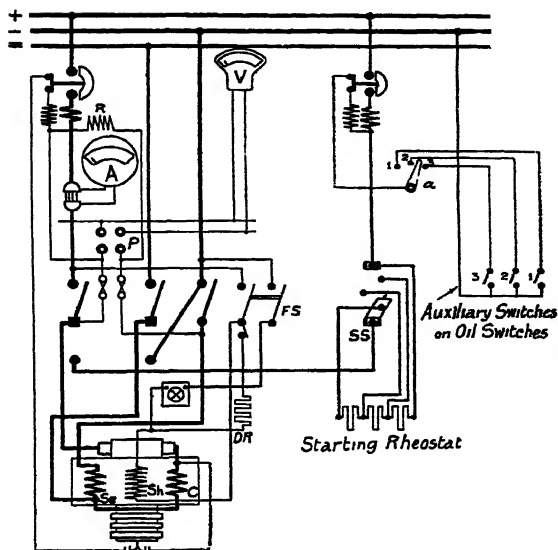 +
-
=
V
R
A
P
1
2
3
a
FS
3
2
1
SS
Auxiliary Switches
on Oil Switches
DR
Starting Rheostat
Se
Sh
C